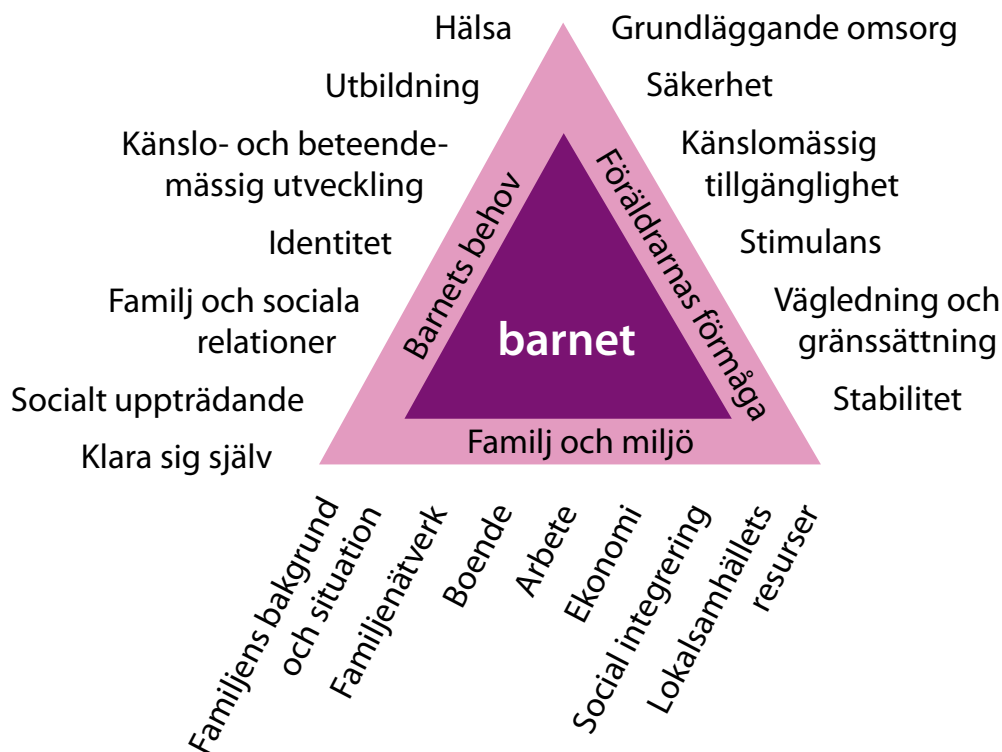 Hälsa
Utbildning
Känslo- och beteende-
mässig utveckling
Identitet
Familj och sociala
relationer
Socialt uppträdande
Klara sig själv
Grundläggande omsorg
Säkerhet
Känslomässig
tillgänglighet
Stimulans
Vägledning och
gränssättning
Stabilitet
Barnets behov
Föräldrarnas förmåga
barnet
Familj och miljö
Familjens bakgrund
och situation
Familjenätverk
Boende
Arbete
Ekonomi
Social integrering
Lokalsamhällets
resurser